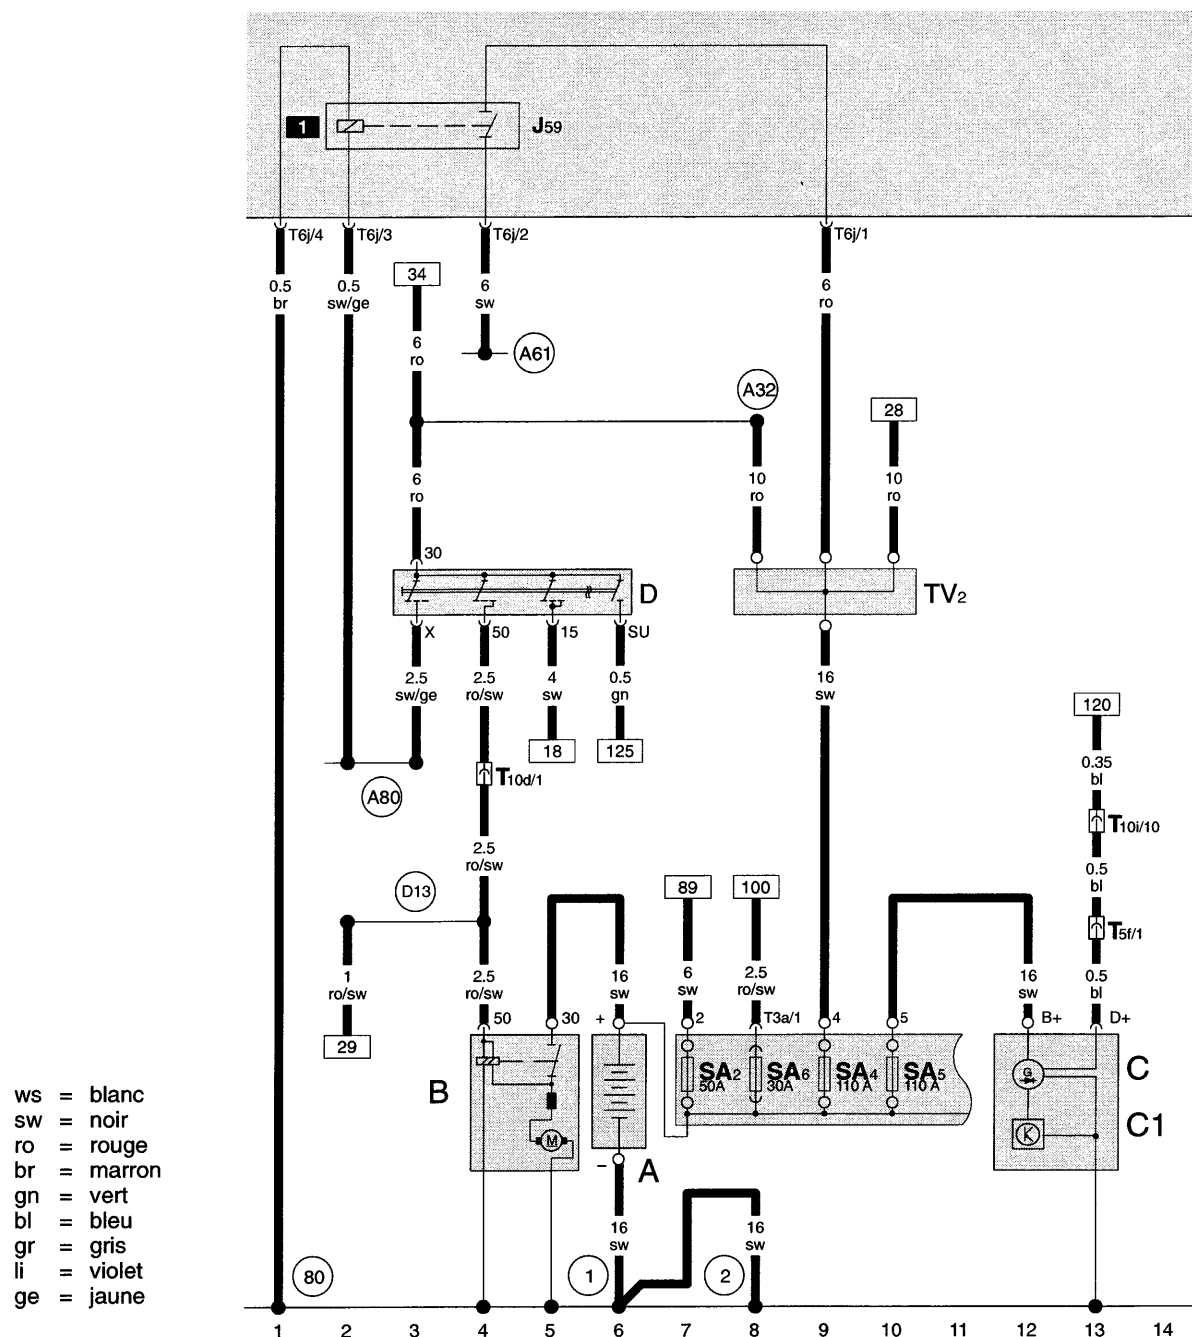 1
J59
T6j/4
T6j/3
T6j/2
T6j/1
0.5
br
0.5
sw/ge
34
6
sw
6
ro
6
ro
A61
A32
28
6
ro
10
ro
10
ro
30
D
TV2
X
50
15
SU
2.5
sw/ge
2.5
ro/sw
4
sw
0.5
gn
16
sw
18
125
120
T10d/1
A80
0.35
bl
T10i/10
2.5
ro/sw
D13
89
100
0.5
bl
T5f/1
1
ro/sw
2.5
ro/sw
16
sw
6
sw
2.5
ro/sw
16
sw
0.5
bl
29
50
30
+
2
T3a/1
4
5
B+
D+
B
M
SA2
50A
SA6
30A
SA4
110 A
SA5
110 A
G
C
K
C1
–
A
ws = blanc
sw = noir
ro = rouge
br = marron
gn = vert
bl = bleu
gr = gris
li = violet
ge = jaune
16
sw
16
sw
80
1
2
1 2 3 4 5 6 7 8 9 10 11 12 13 14